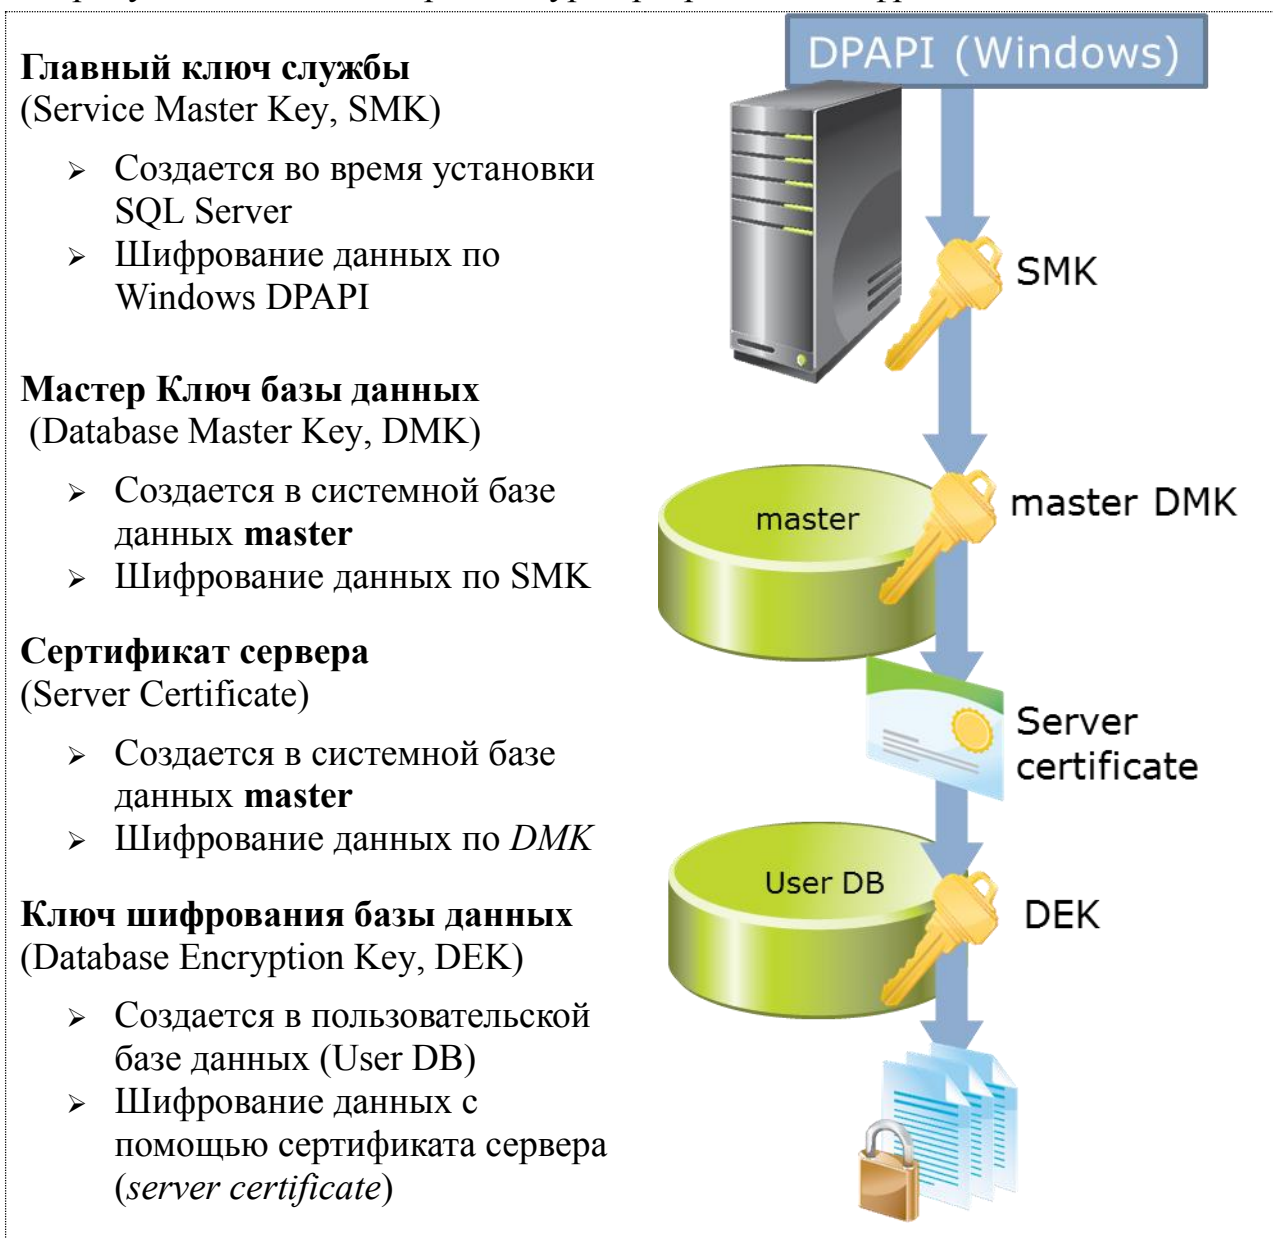 Главный ключ службы
(Service Master Key, SMK)
➢ Создается во время установки
SQL Server
➢ Шифрование данных по
Windows DPAPI
Мастер Ключ базы данных
(Database Master Key, DMK)
➢ Создается в системной базе
данных master
➢ Шифрование данных по SMK
Сертификат сервера
(Server Certificate)
➢ Создается в системной базе
данных master
➢ Шифрование данных по DMK
Ключ шифрования базы данных
(Database Encryption Key, DEK)
➢ Создается в пользовательской
базе данных (User DB)
➢ Шифрование данных с
помощью сертификата сервера
(server certificate)
DPAPI (Windows)
SMK
master
master DMK
Server
certificate
User DB
DEK